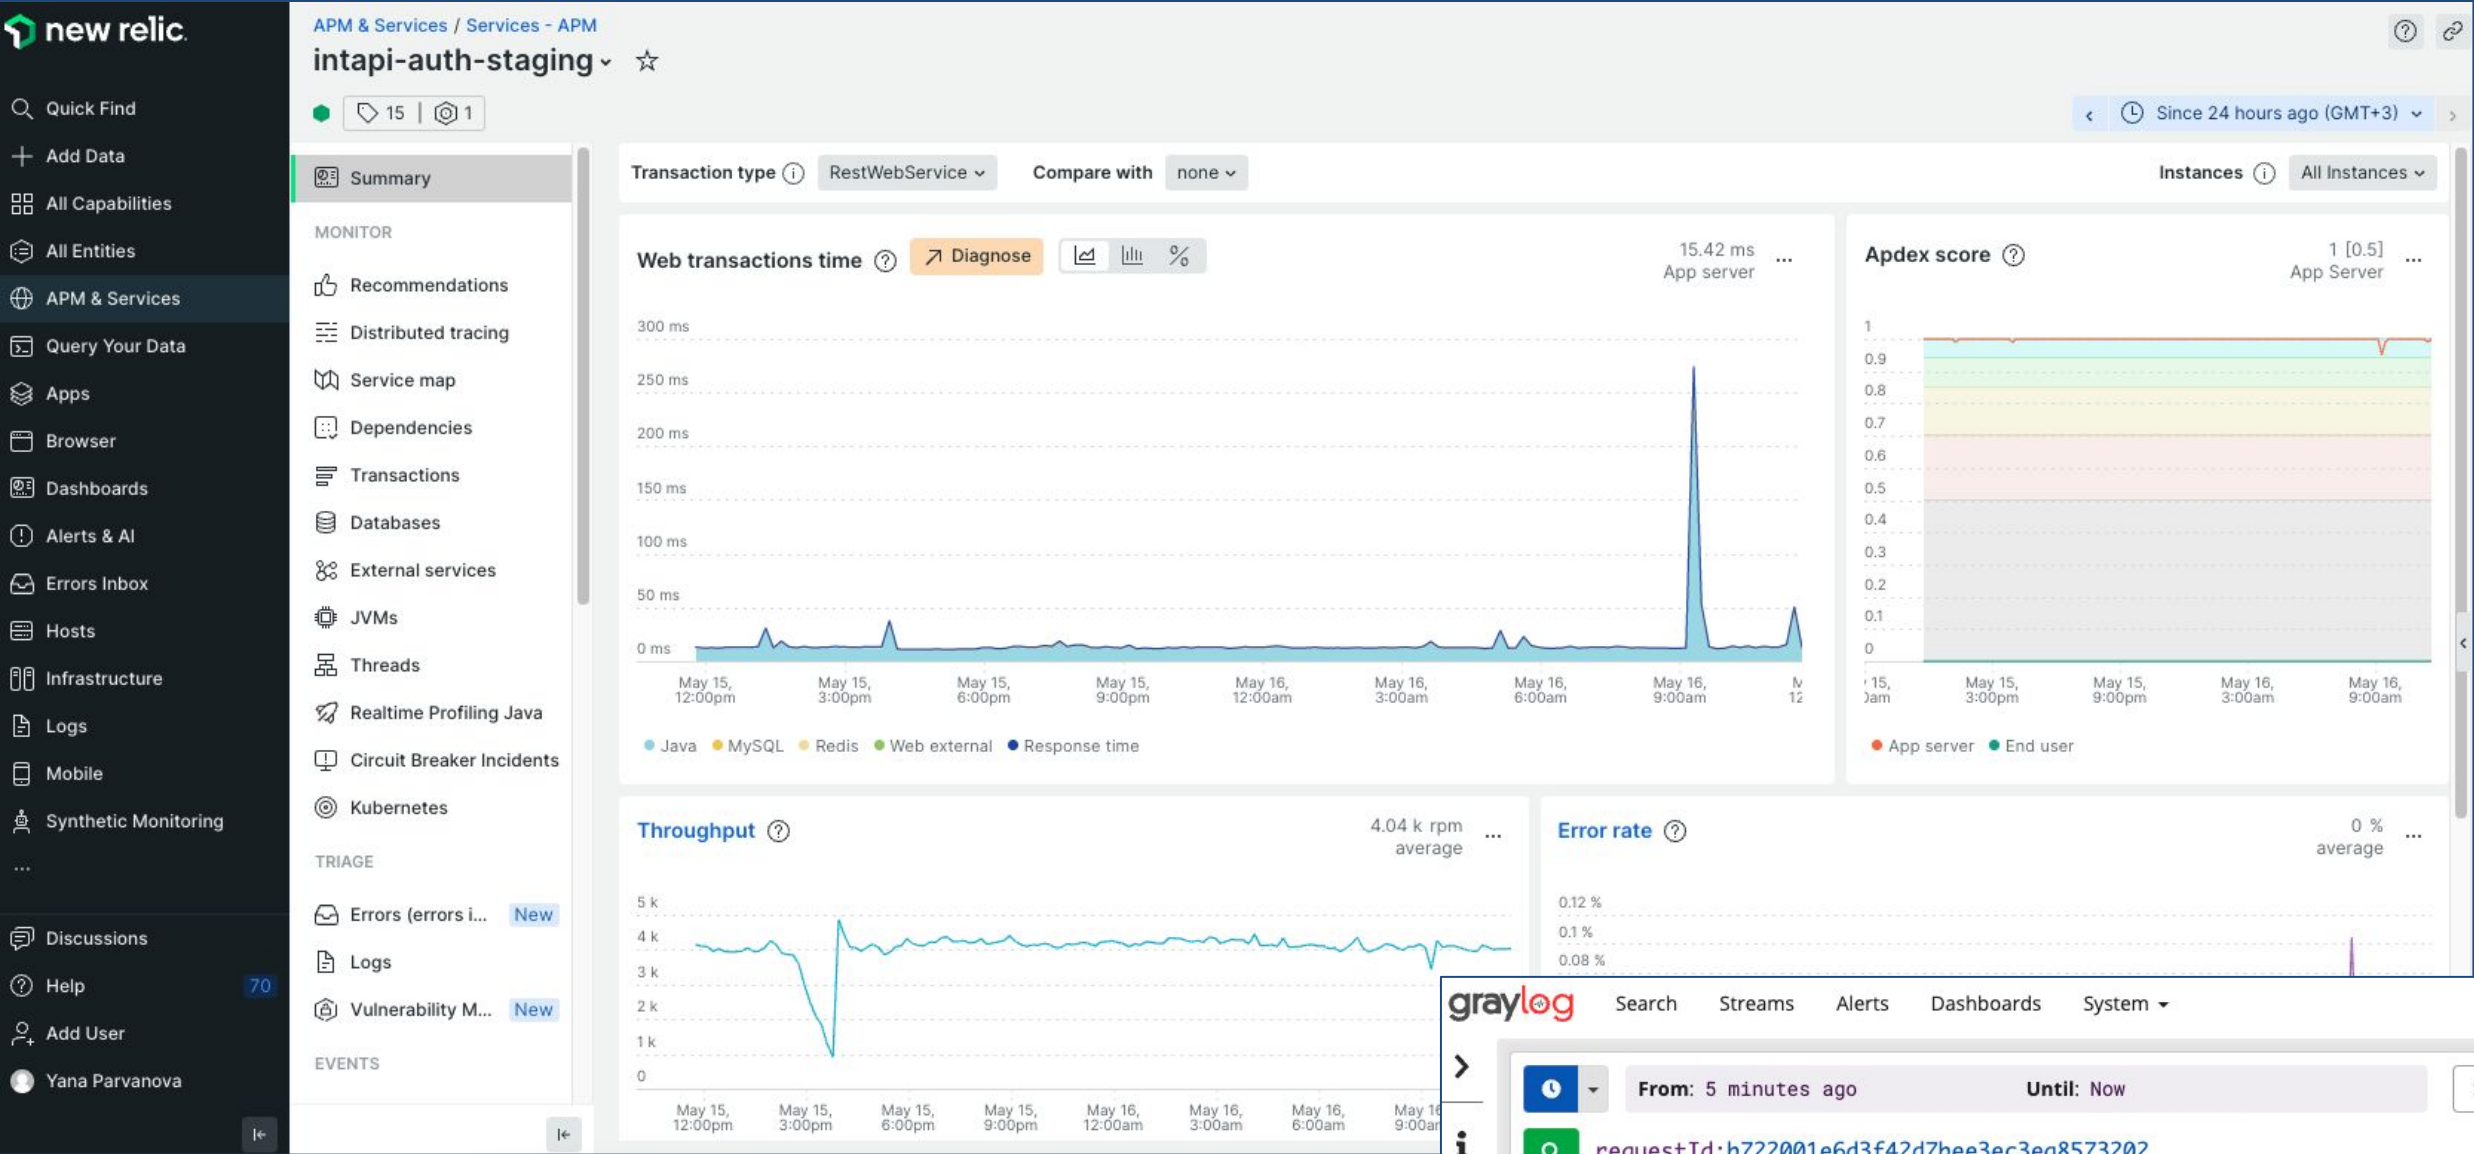 new relic.
Quick Find
Add Data
All Capabilities
All Entities
APM & Services
Query Your Data
Apps
Browser
Dashboards
Alerts & AI
Errors Inbox
Hosts
Infrastructure
Logs
Mobile
Synthetic Monitoring
...
Discussions
Help 70
Add User
Yana Parvanova
APM & Services / Services - APM
intapi-auth-staging
15 | 1
Since 24 hours ago (GMT+3)
Summary
MONITOR
Recommendations
Distributed tracing
Service map
Dependencies
Transactions
Databases
External services
JVMs
Threads
Realtime Profiling Java
Circuit Breaker Incidents
Kubernetes
TRIAGE
Errors (errors i... New
Logs
Vulnerability M... New
EVENTS
Transaction type RestWebService Compare with none
Instances All Instances
Web transactions time Diagnose
15.42 ms
App server
300 ms
250 ms
200 ms
150 ms
100 ms
50 ms
0 ms
May 15, May 15, May 15, May 15, May 16, May 16, May 16, May 16, M
12:00pm 3:00pm 6:00pm 9:00pm 12:00am 3:00am 6:00am 9:00am 12
Java MySQL Redis Web external Response time
Apdex score
1 [0.5]
App Server
1
0.9
0.8
0.7
0.6
0.5
0.4
0.3
0.2
0.1
0
15, May 15, May 15, May 16, May 16,
am 3:00pm 9:00pm 3:00am 9:00am
App server End user
Throughput
4.04 k rpm
average
5 k
4 k
3 k
2 k
1 k
0
May 15, May 15, May 15, May 15, May 16, May 16, May 16, May 16
12:00pm 3:00pm 6:00pm 9:00pm 12:00am 3:00am 6:00am 9:00a
Error rate
0 %
average
0.12 %
0.1 %
0.08 %
graylog
Search Streams Alerts Dashboards System
From: 5 minutes ago Until: Now